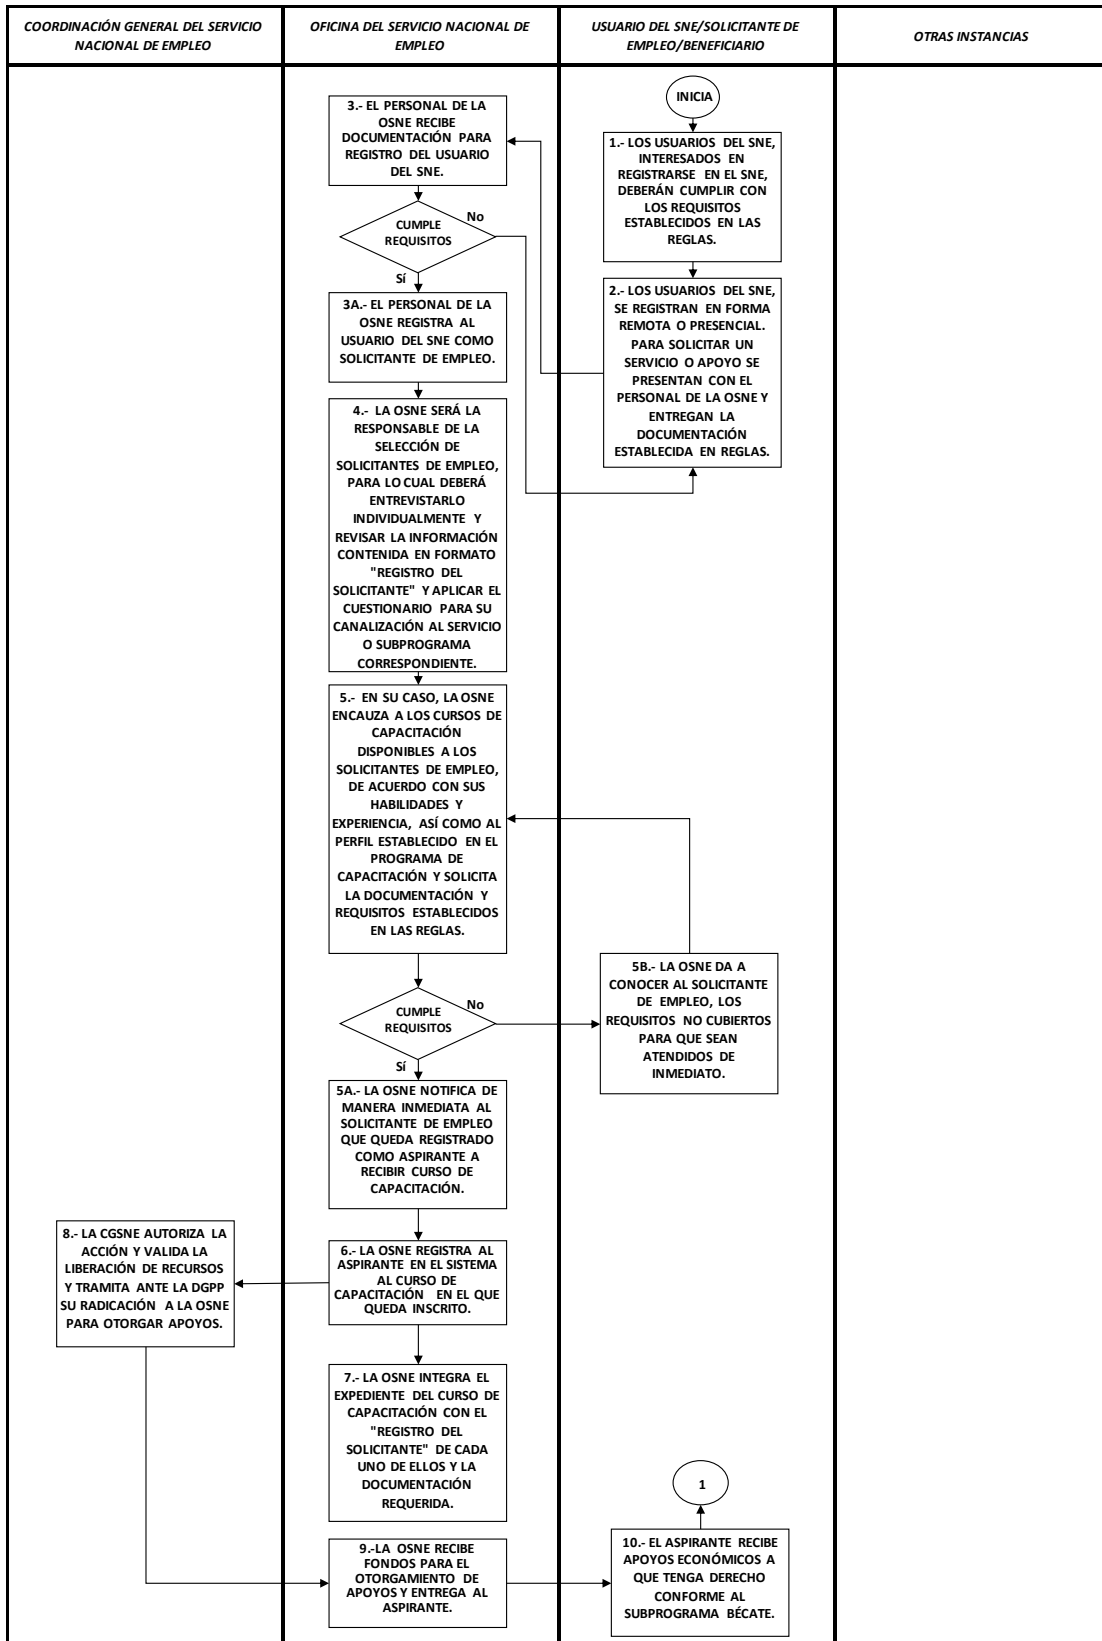 COORDINACIÓN GENERAL DEL SERVICIO
NACIONAL DE EMPLEO
OFICINA DEL SERVICIO NACIONAL DE
EMPLEO
USUARIO DEL SNE/SOLICITANTE DE
EMPLEO/BENEFICIARIO
OTRAS INSTANCIAS
INICIA
1.- LOS USUARIOS DEL SNE,
INTERESADOS EN
REGISTRARSE EN EL SNE,
DEBERÁN CUMPLIR CON
LOS REQUISITOS
ESTABLECIDOS EN LAS
REGLAS.
2.- LOS USUARIOS DEL SNE,
SE REGISTRAN EN FORMA
REMOTA O PRESENCIAL.
PARA SOLICITAR UN
SERVICIO O APOYO SE
PRESENTAN CON EL
PERSONAL DE LA OSNE Y
ENTREGAN LA
DOCUMENTACIÓN
ESTABLECIDA EN REGLAS.
3.- EL PERSONAL DE LA
OSNE RECIBE
DOCUMENTACIÓN PARA
REGISTRO DEL USUARIO
DEL SNE.
CUMPLE
REQUISITOS
No
Sí
3A.- EL PERSONAL DE LA
OSNE REGISTRA AL
USUARIO DEL SNE COMO
SOLICITANTE DE EMPLEO.
4.- LA OSNE SERÁ LA
RESPONSABLE DE LA
SELECCIÓN DE
SOLICITANTES DE EMPLEO,
PARA LO CUAL DEBERÁ
ENTREVISTARLO
INDIVIDUALMENTE Y
REVISAR LA INFORMACIÓN
CONTENIDA EN FORMATO
"REGISTRO DEL
SOLICITANTE" Y APLICAR EL
CUESTIONARIO PARA SU
CANALIZACIÓN AL SERVICIO
O SUBPROGRAMA
CORRESPONDIENTE.
5.- EN SU CASO, LA OSNE
ENCAUZA A LOS CURSOS DE
CAPACITACIÓN
DISPONIBLES A LOS
SOLICITANTES DE EMPLEO,
DE ACUERDO CON SUS
HABILIDADES Y
EXPERIENCIA, ASÍ COMO AL
PERFIL ESTABLECIDO EN EL
PROGRAMA DE
CAPACITACIÓN Y SOLICITA
LA DOCUMENTACIÓN Y
REQUISITOS ESTABLECIDOS
EN LAS REGLAS.
CUMPLE
REQUISITOS
No
Sí
5B.- LA OSNE DA A
CONOCER AL SOLICITANTE
DE EMPLEO, LOS
REQUISITOS NO CUBIERTOS
PARA QUE SEAN
ATENDIDOS DE
INMEDIATO.
5A.- LA OSNE NOTIFICA DE
MANERA INMEDIATA AL
SOLICITANTE DE EMPLEO
QUE QUEDA REGISTRADO
COMO ASPIRANTE A
RECIBIR CURSO DE
CAPACITACIÓN.
6.- LA OSNE REGISTRA AL
ASPIRANTE EN EL SISTEMA
AL CURSO DE
CAPACITACIÓN EN EL QUE
QUEDA INSCRITO.
8.- LA CGSNE AUTORIZA LA
ACCIÓN Y VALIDA LA
LIBERACIÓN DE RECURSOS
Y TRAMITA ANTE LA DGPP
SU RADICACIÓN A LA OSNE
PARA OTORGAR APOYOS.
7.- LA OSNE INTEGRA EL
EXPEDIENTE DEL CURSO DE
CAPACITACIÓN CON EL
"REGISTRO DEL
SOLICITANTE" DE CADA
UNO DE ELLOS Y LA
DOCUMENTACIÓN
REQUERIDA.
9.-LA OSNE RECIBE
FONDOS PARA EL
OTORGAMIENTO DE
APOYOS Y ENTREGA AL
ASPIRANTE.
10.- EL ASPIRANTE RECIBE
APOYOS ECONÓMICOS A
QUE TENGA DERECHO
CONFORME AL
SUBPROGRAMA BÉCATE.
1